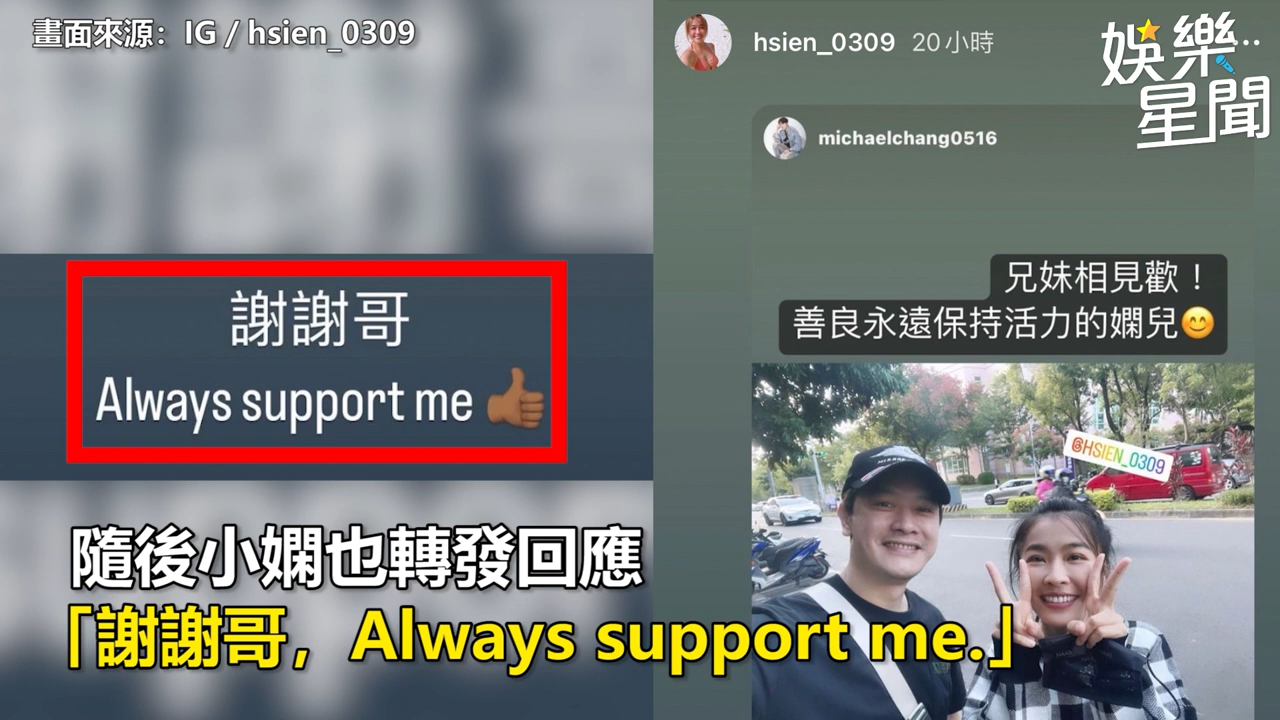 畫面來源：IG / hsien_0309
謝謝哥
Always support me 👍🏾
隨後小嫻也轉發回應
「謝謝哥，Always support me.」
hsien_0309 20小時
娛樂星聞
michaelchang0516
兄妹相見歡！
善良永遠保持活力的嫻兒😊
@HSIEN_0309